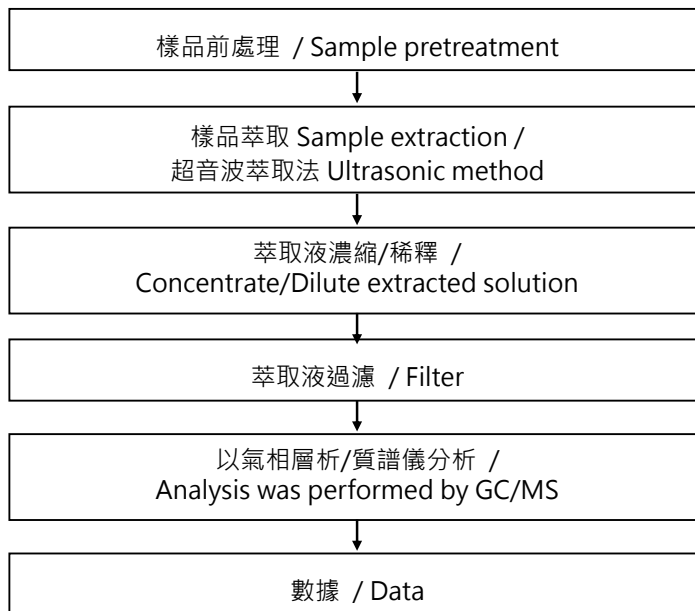 樣品前處理 / Sample pretreatment
樣品萃取 Sample extraction /
超音波萃取法 Ultrasonic method
萃取液濃縮/稀釋 /
Concentrate/Dilute extracted solution
萃取液過濾 / Filter
以氣相層析/質譜儀分析 /
Analysis was performed by GC/MS
數據 / Data